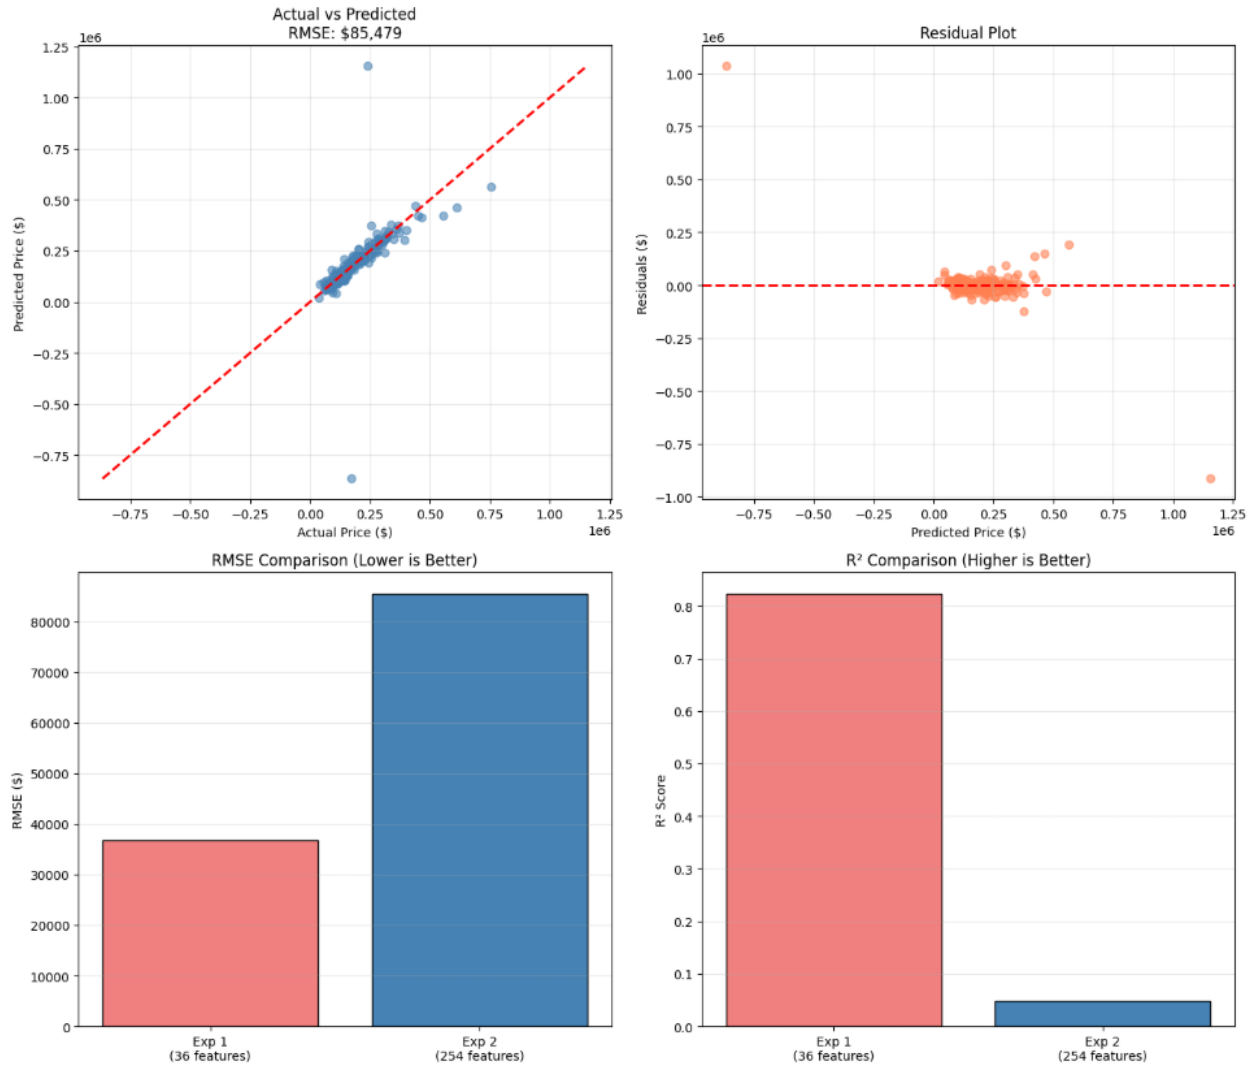 Actual vs Predicted
RMSE: $85,479
1e6
1.25
1.00
0.75
0.50
0.25
0.00
−0.25
−0.50
−0.75
Predicted Price ($)
−0.75
−0.50
−0.25
0.00
0.25
0.50
0.75
1.00
1.25
1e6
Actual Price ($)
Residual Plot
1e6
1.00
0.75
0.50
0.25
0.00
−0.25
−0.50
−0.75
−1.00
Residuals ($)
−0.75
−0.50
−0.25
0.00
0.25
0.50
0.75
1.00
1.25
1e6
Predicted Price ($)
RMSE Comparison (Lower is Better)
80000
70000
60000
50000
40000
30000
20000
10000
0
RMSE ($)
Exp 1
(36 features)
Exp 2
(254 features)
R² Comparison (Higher is Better)
0.8
0.7
0.6
0.5
0.4
0.3
0.2
0.1
0.0
R² Score
Exp 1
(36 features)
Exp 2
(254 features)